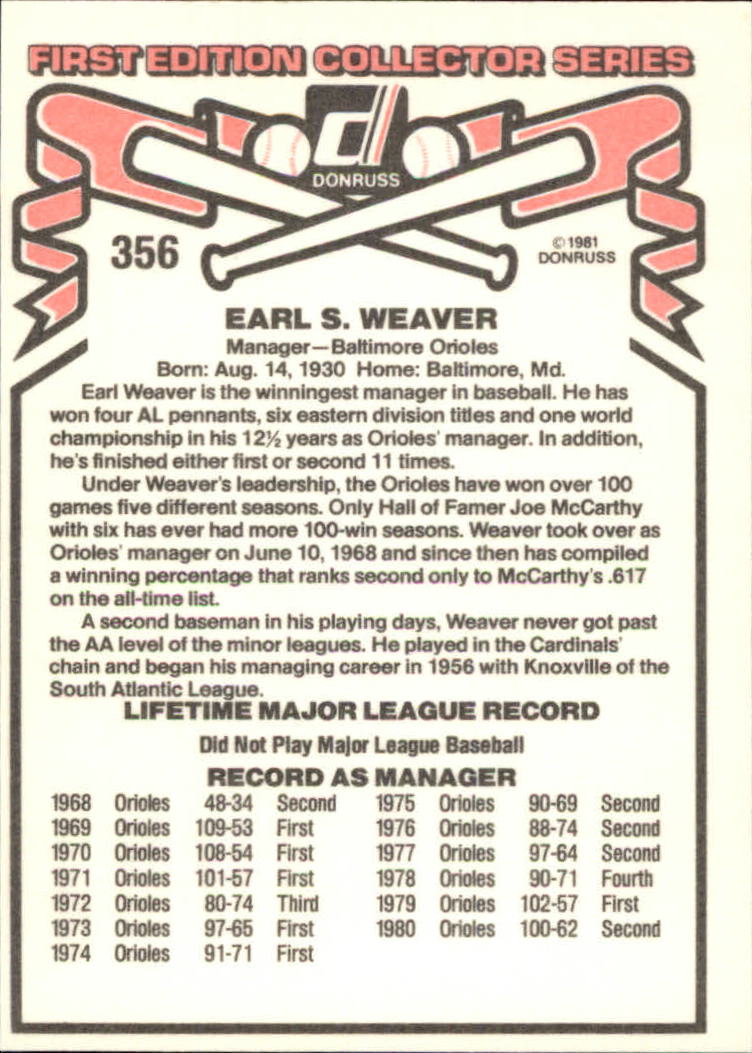 FIRST EDITION COLLECTOR SERIES
d
DONRUSS
356
© 1981
DONRUSS
EARL S. WEAVER
Manager—Baltimore Orioles
Born: Aug. 14, 1930 Home: Baltimore, Md.
Earl Weaver is the winningest manager in baseball. He has
won four AL pennants, six eastern division titles and one world
championship in his 12½ years as Orioles' manager. In addition,
he's finished either first or second 11 times.
Under Weaver's leadership, the Orioles have won over 100
games five different seasons. Only Hall of Famer Joe McCarthy
with six has ever had more 100-win seasons. Weaver took over as
Orioles' manager on June 10, 1968 and since then has compiled
a winning percentage that ranks second only to McCarthy's .617
on the all-time list.
A second baseman in his playing days, Weaver never got past
the AA level of the minor leagues. He played in the Cardinals'
chain and began his managing career in 1956 with Knoxville of the
South Atlantic League.
LIFETIME MAJOR LEAGUE RECORD
Did Not Play Major League Baseball
RECORD AS MANAGER
1968 Orioles 48-34 Second 1975 Orioles 90-69 Second
1969 Orioles 109-53 First 1976 Orioles 88-74 Second
1970 Orioles 108-54 First 1977 Orioles 97-64 Second
1971 Orioles 101-57 First 1978 Orioles 90-71 Fourth
1972 Orioles 80-74 Third 1979 Orioles 102-57 First
1973 Orioles 97-65 First 1980 Orioles 100-62 Second
1974 Orioles 91-71 First